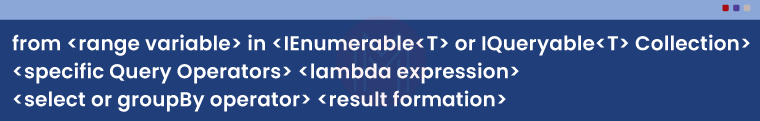 from <range variable> in <IEnumerable<T> or IQueryable<T> Collection>
<specific Query Operators> <lambda expression>
<select or groupBy operator> <result formation>